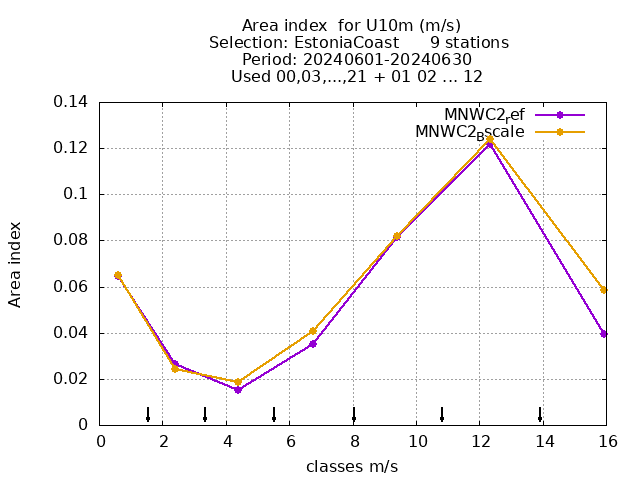 Area index  for U10m (m/s)
Selection: EstoniaCoast      9 stations
Period: 20240601-20240630
Used 00,03,...,21 + 01 02 ... 12
MNWC2ref
MNWC2Bscale
0.14
0.12
0.1
0.08
0.06
0.04
0.02
0
Area index
0 2 4 6 8 10 12 14 16
classes m/s